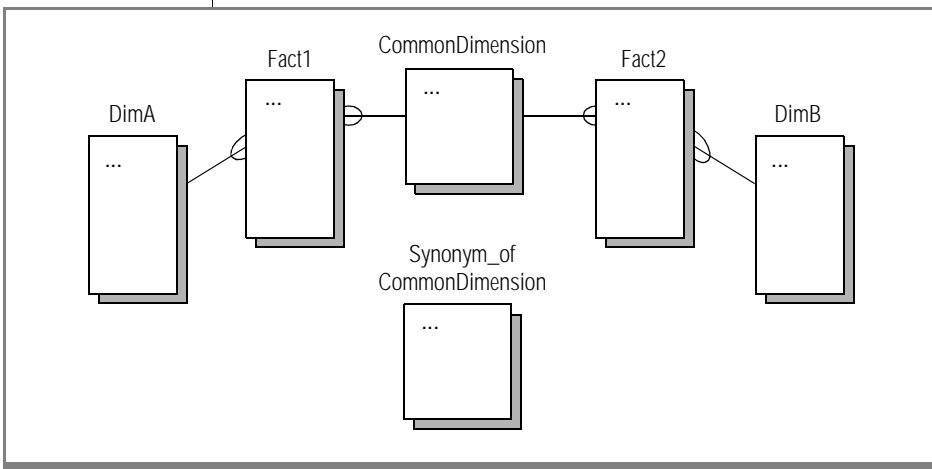 CommonDimension
Fact1
Fact2
...
...
...
DimA
DimB
...
...
Synonym_of
CommonDimension
...